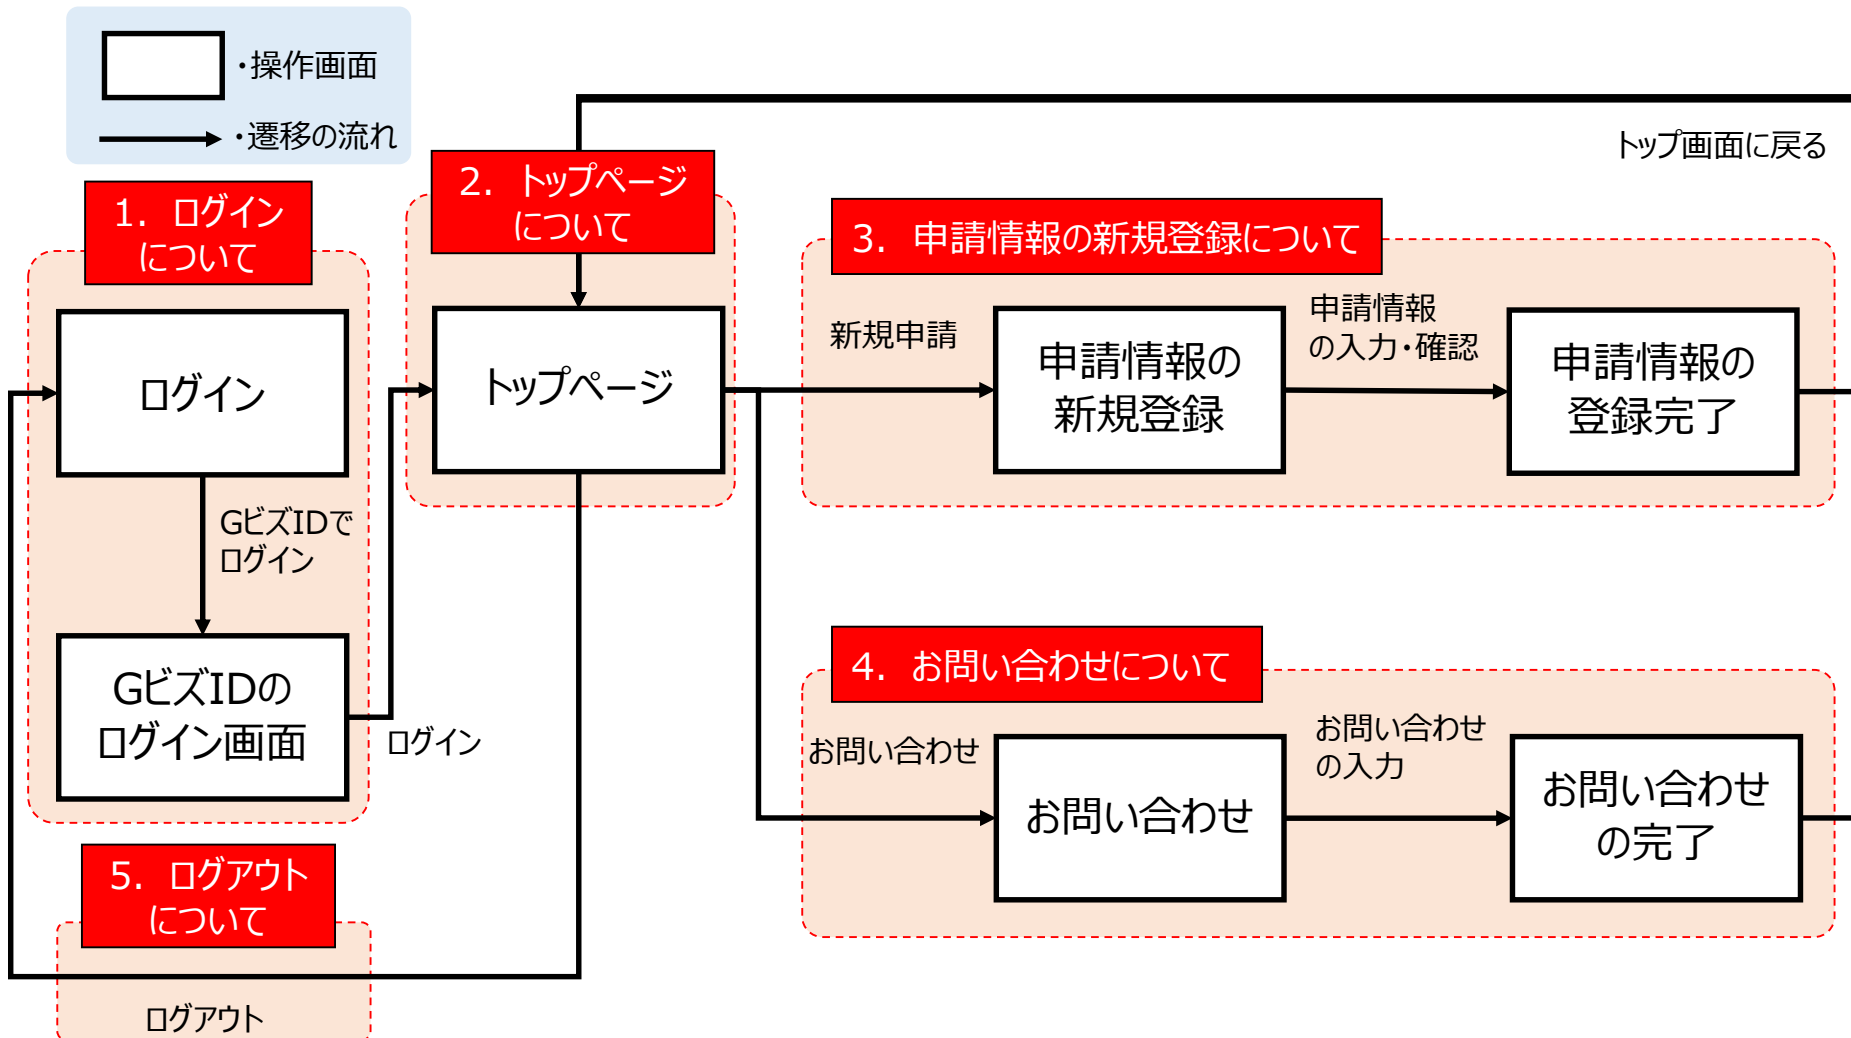 ・操作画面
・遷移の流れ
トップ画面に戻る
1. ログイン
について
2. トップページ
について
3. 申請情報の新規登録について
ログイン
GビズIDで
ログイン
GビズIDの
ログイン画面
ログイン
トップページ
新規申請
申請情報の
新規登録
申請情報
の入力・確認
申請情報の
登録完了
4. お問い合わせについて
お問い合わせ
お問い合わせ
お問い合わせ
の入力
お問い合わせ
の完了
5. ログアウト
について
ログアウト